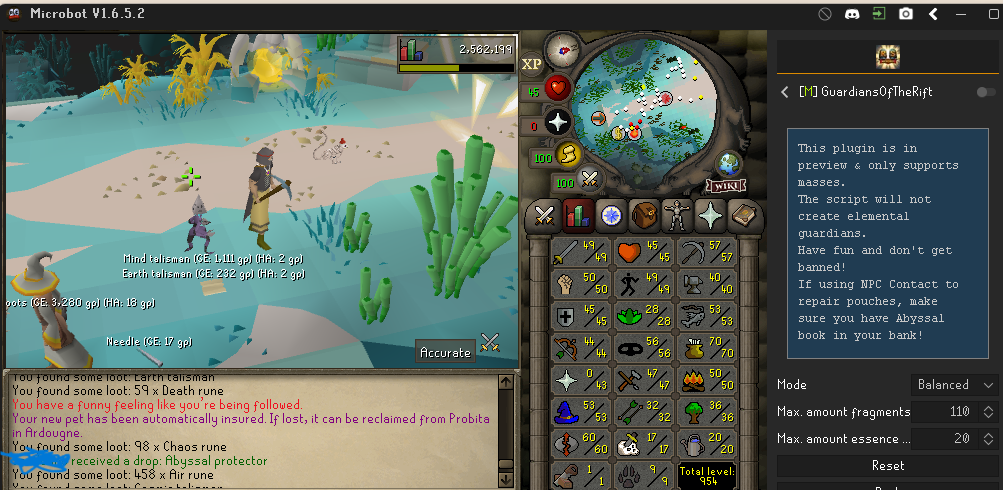 Microbot V1.6.5.2
2,562,199
XP
45
0
100
100
WIKI
Mind talisman (GE: 1,111 gp) (HA: 2 gp)
Earth talisman (GE: 232 gp) (HA: 2 gp)
oots (GE: 3,280 gp) (HA: 18 gp)
Needle (GE: 17 gp)
Accurate
You found some loot: Earth talisman
You found some loot: 59 x Death rune
You have a funny feeling like you're being followed.
Your new pet has been automatically insured. If lost, it can be reclaimed from Probita
in Ardougne.
You found some loot: 98 x Chaos rune
received a drop: Abyssal protector
You found some loot: 458 x Air rune
49/49 45/45 57/57
50/50 49/49 40/40
45/45 28/28 53/53
44/44 56/56 70/70
0/43 47/47 50/50
53/53 32/32 36/36
60/60 17/17 20/20
1/1 9/9 Total level:
954
[M] GuardiansOfTheRift
This plugin is in
preview & only supports
masses.
The script will not
create elemental
guardians.
Have fun and don't get
banned!
If using NPC Contact to
repair pouches, make
sure you have Abyssal
book in your bank!
Mode Balanced
Max. amount fragments 110
Max. amount essence ... 20
Reset